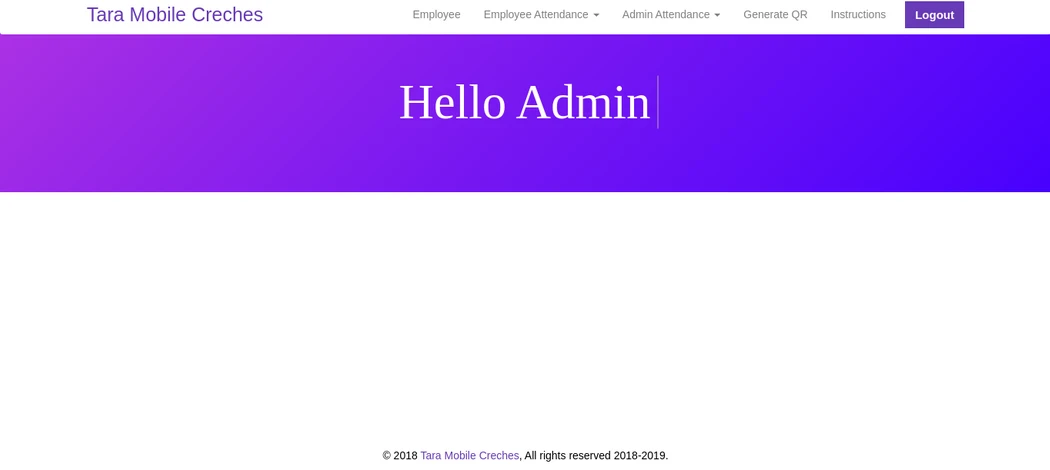 Tara Mobile Creches
Employee
Employee Attendance
Admin Attendance
Generate QR
Instructions
Logout
Hello Admin
© 2018 Tara Mobile Creches, All rights reserved 2018-2019.